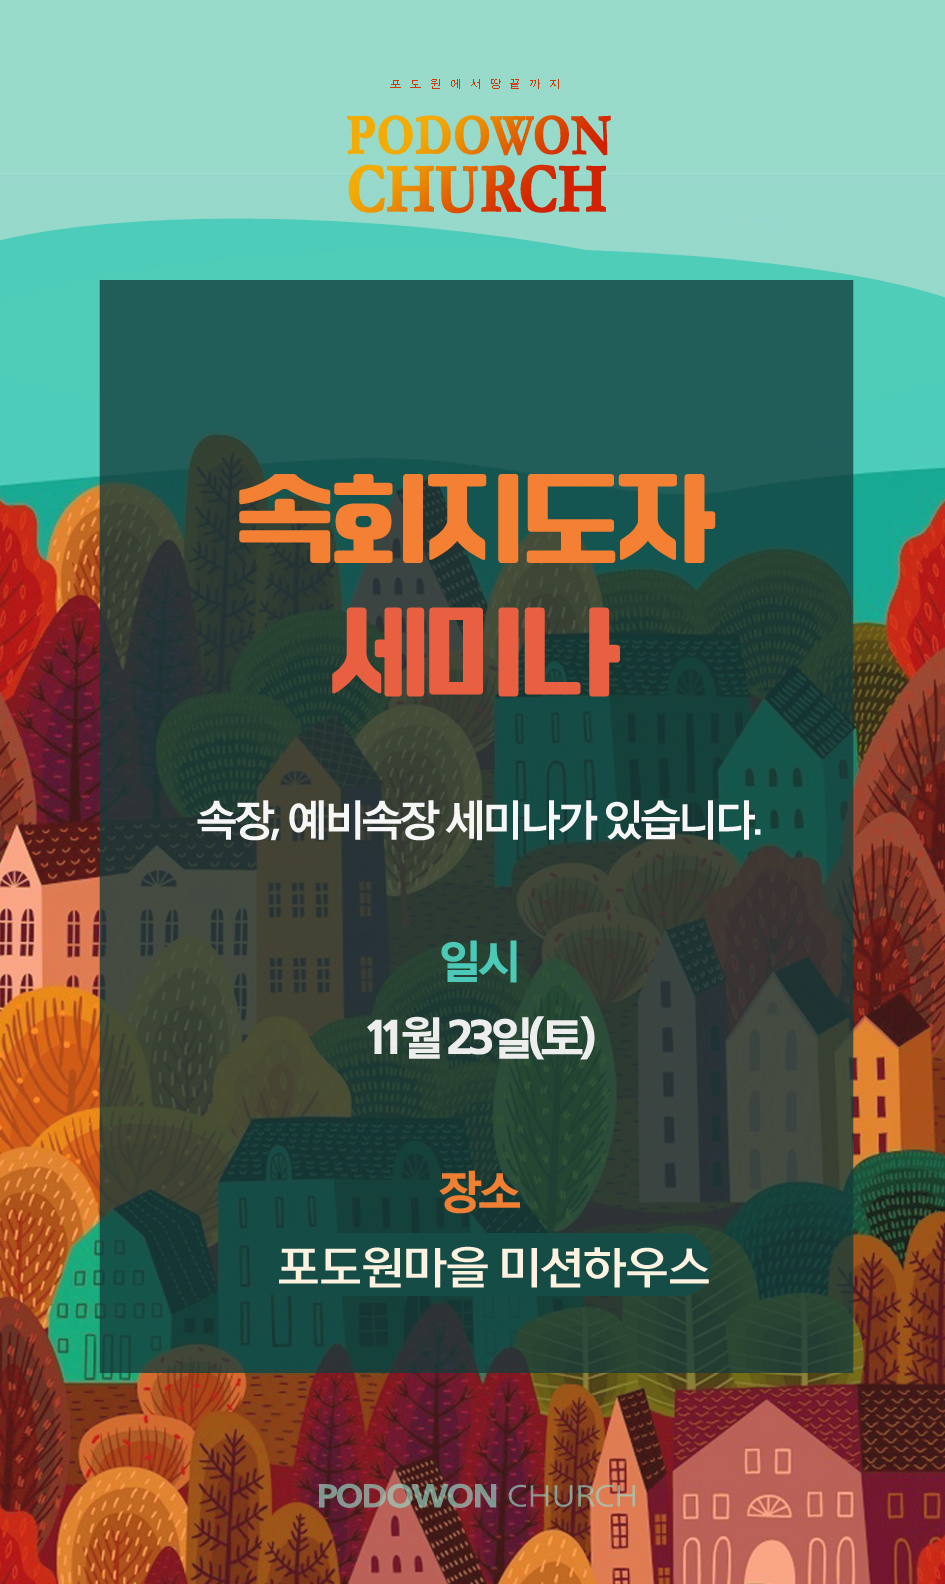 포도원에서땅끝까지
PODOWON
CHURCH
속회지도자
세미나
속장, 예비속장 세미나가 있습니다.
일시
11월 23일(토)
장소
포도원마을 미션하우스
PODOWON CHURCH